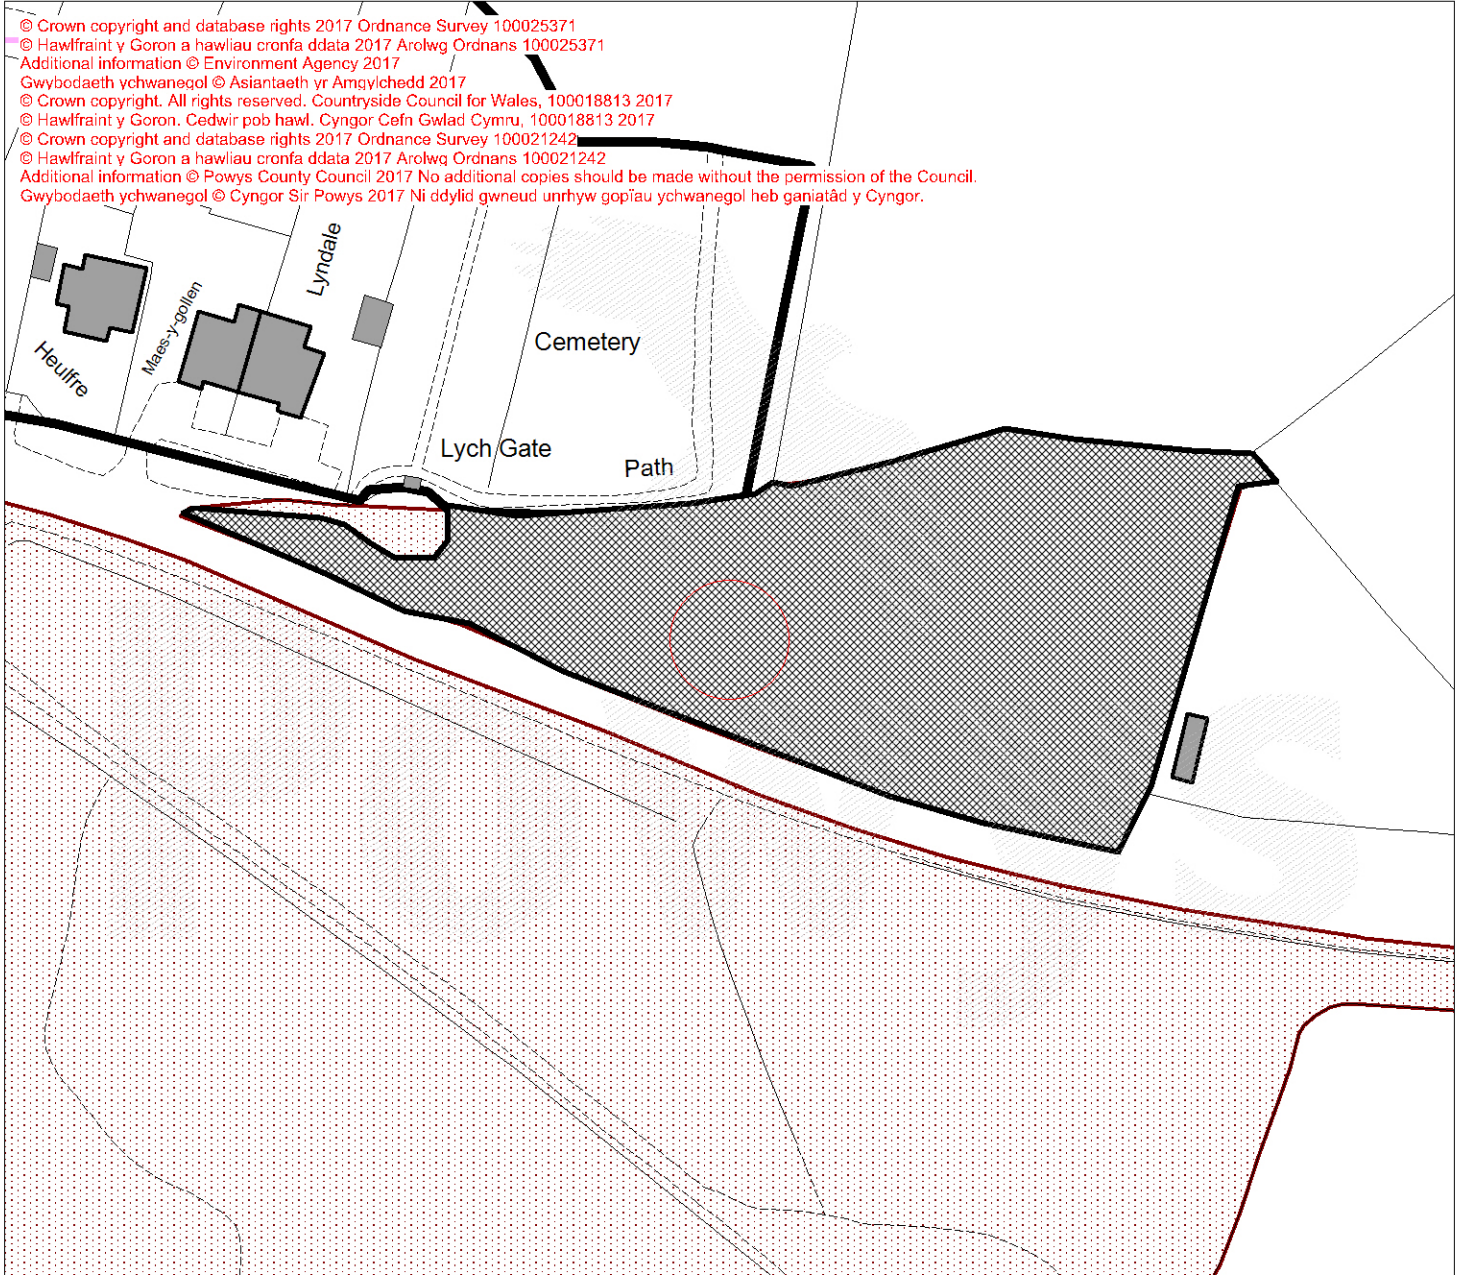 © Crown copyright and database rights 2017 Ordnance Survey 100025371
© Hawlfraint y Goron a hawliau cronfa ddata 2017 Arolwg Ordnans 100025371
Additional information © Environment Agency 2017
Gwybodaeth ychwanegol © Asiantaeth yr Amgylchedd 2017
© Crown copyright. All rights reserved. Countryside Council for Wales, 100018813 2017
© Hawlfraint y Goron. Cedwir pob hawl. Cyngor Cefn Gwlad Cymru, 100018813 2017
© Crown copyright and database rights 2017 Ordnance Survey 100021242
© Hawlfraint y Goron a hawliau cronfa ddata 2017 Arolwg Ordnans 100021242
Additional information © Powys County Council 2017 No additional copies should be made without the permission of the Council.
Gwybodaeth ychwanegol © Cyngor Sir Powys 2017 Ni ddylid gwneud unrhyw gopïau ychwanegol heb ganiatâd y Cyngor.
Lyndale
Maes-y-gollen
Heulfre
Cemetery
Lych Gate
Path